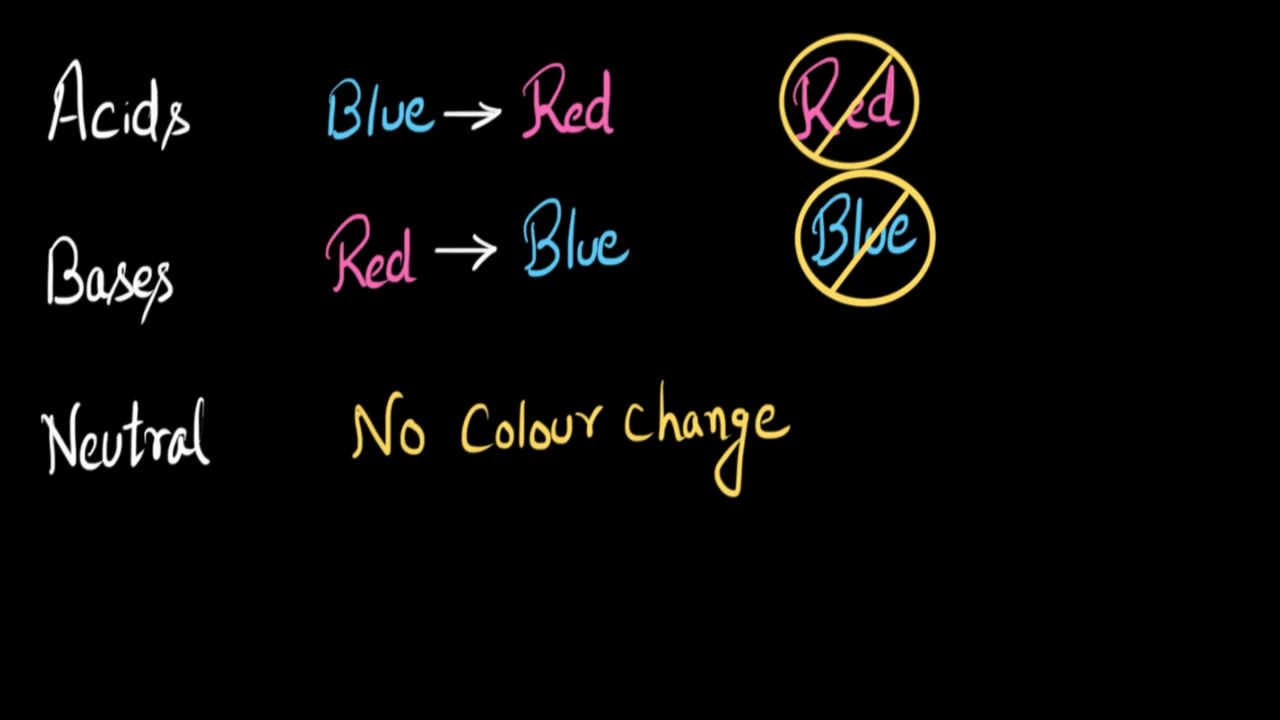 Acids Blue → Red Red
Bases Red → Blue Blue
Neutral No Colour change